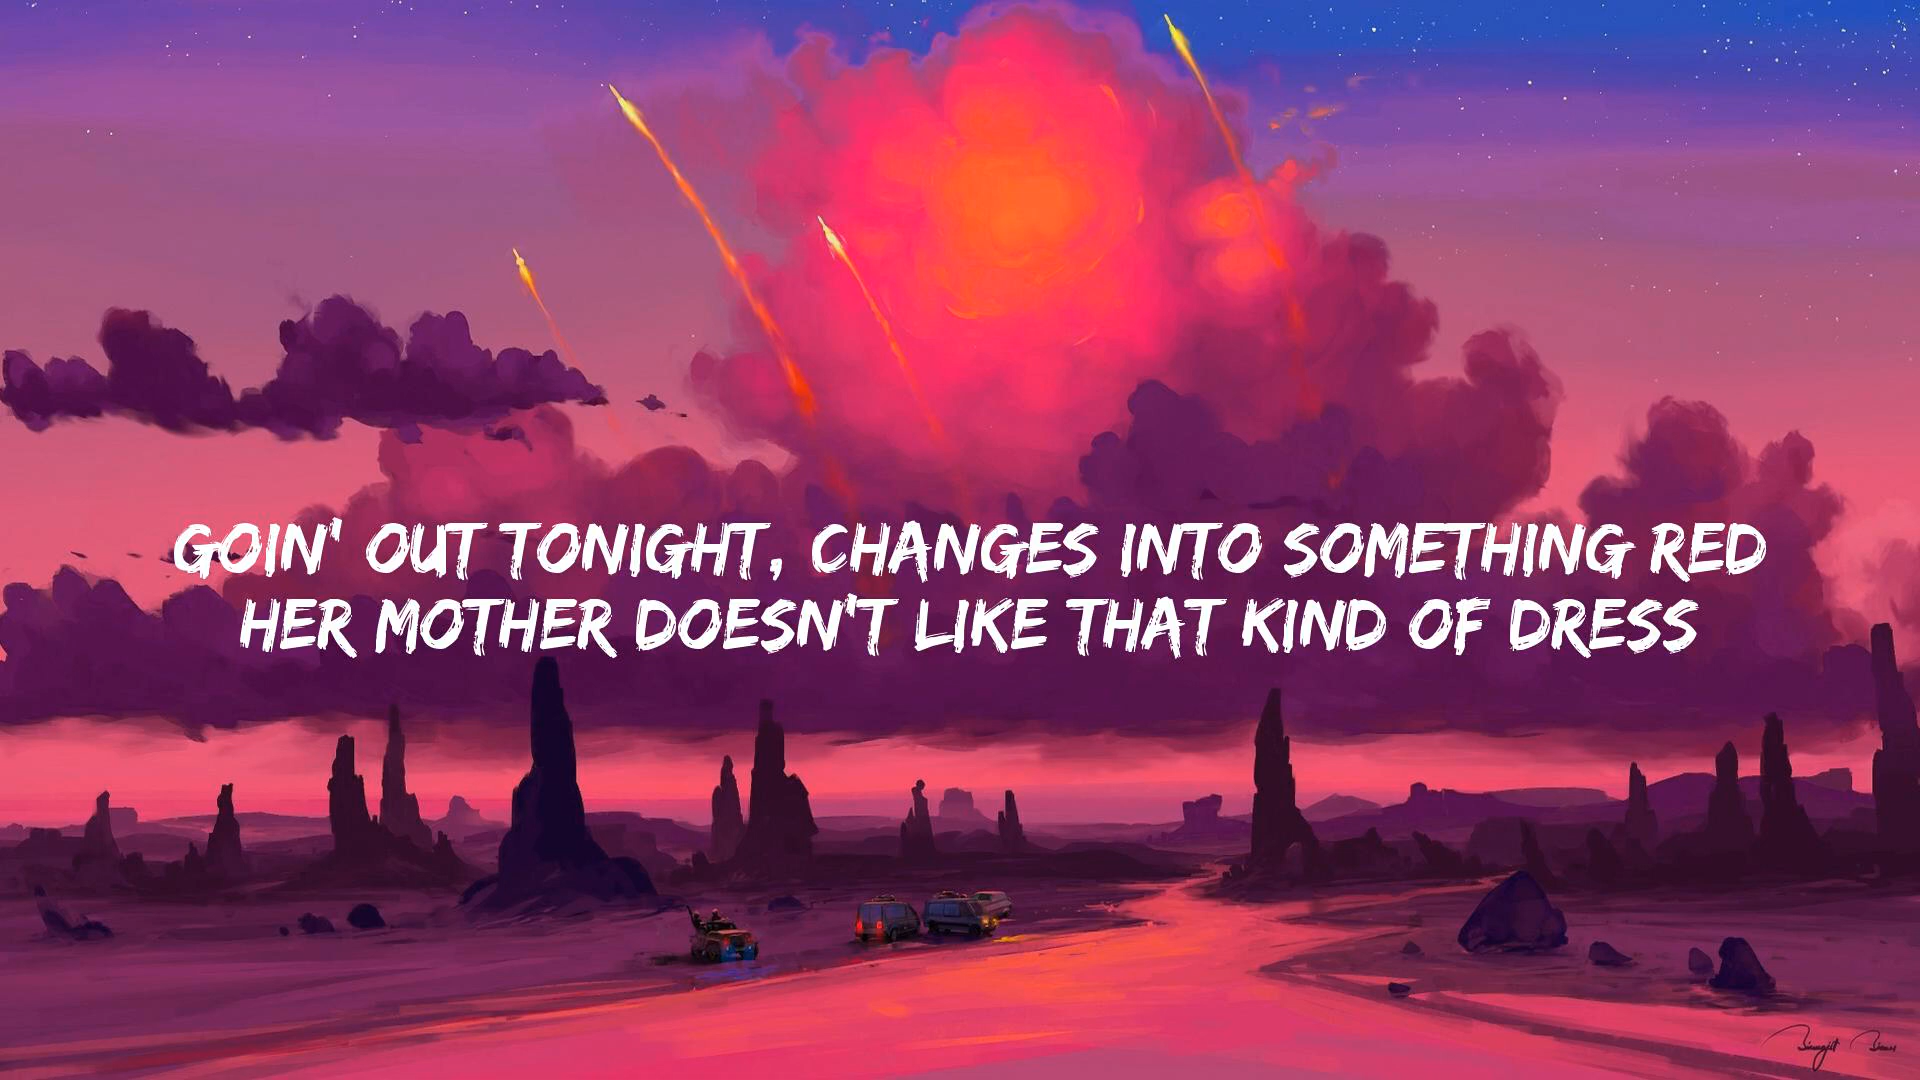 GOIN' OUT TONIGHT, CHANGES INTO SOMETHING RED
HER MOTHER DOESN'T LIKE THAT KIND OF DRESS